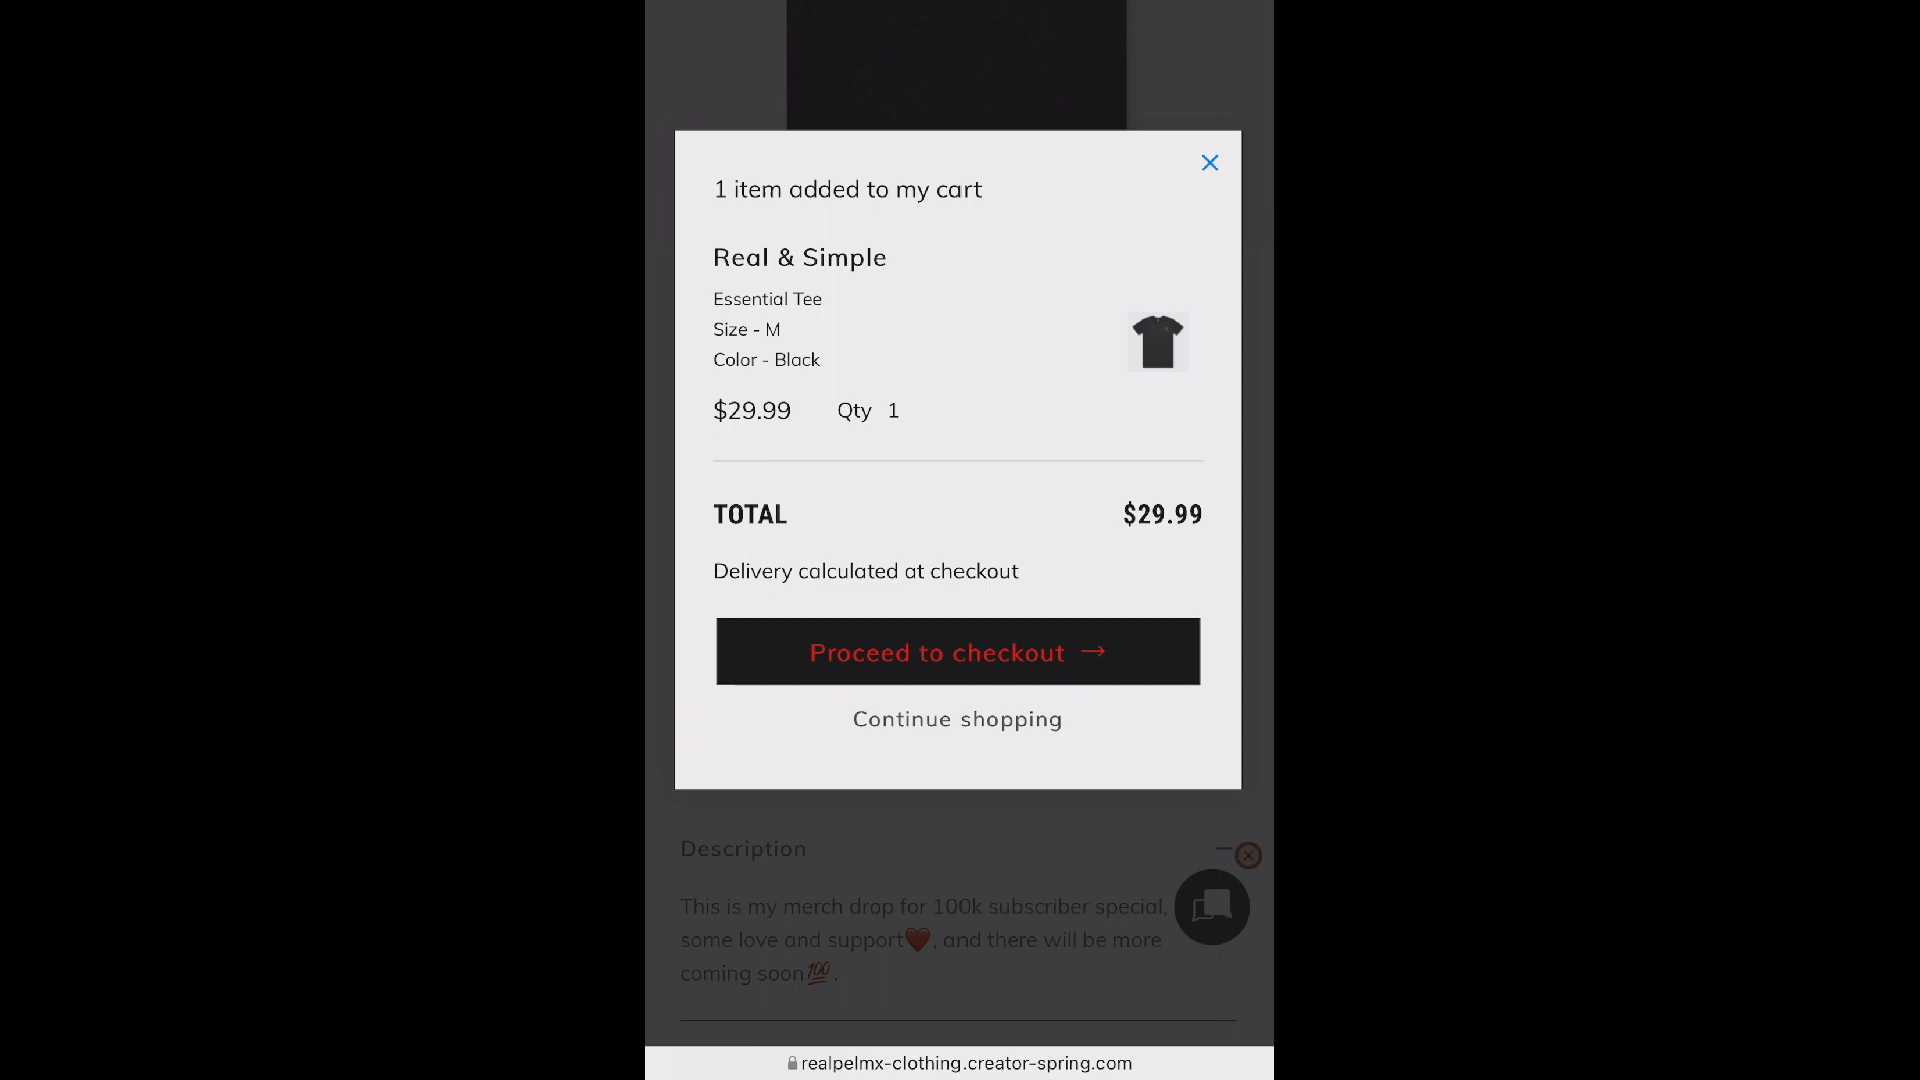 1 item added to my cart
Real & Simple
Essential Tee
Size - M
Color - Black
$29.99 Qty 1
TOTAL $29.99
Delivery calculated at checkout
Proceed to checkout →
Continue shopping
Description
This is my merch drop for 100k subscriber special,
some love and support❤️, and there will be more
coming soon💯.
realpelmx-clothing.creator-spring.com